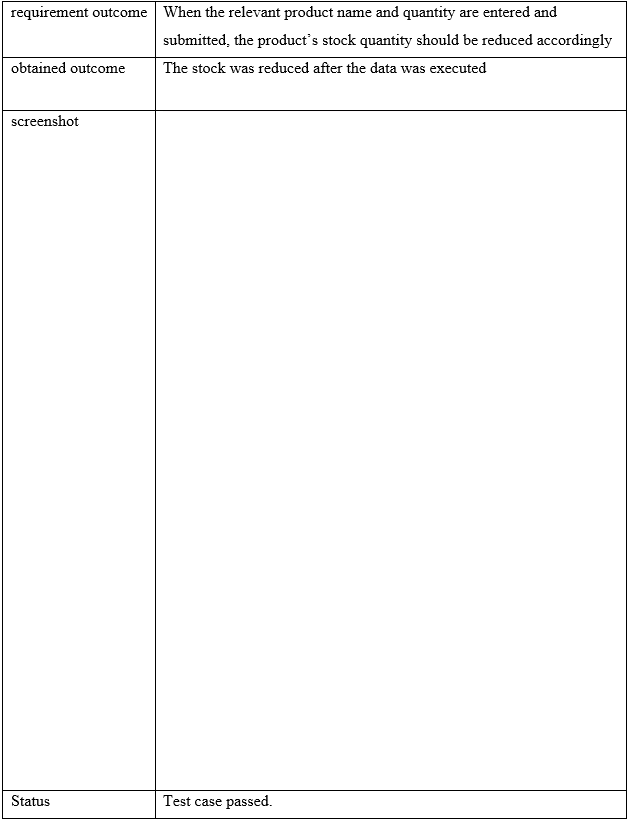 requirement outcome
When the relevant product name and quantity are entered and
submitted, the product's stock quantity should be reduced accordingly
obtained outcome
The stock was reduced after the data was executed
screenshot
Status
Test case passed.